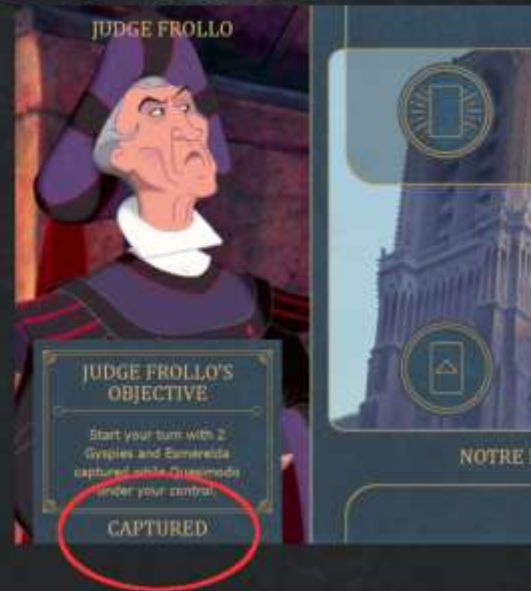 JUDGE FROLLO
JUDGE FROLLO'S
OBJECTIVE
Start your turn with 2
Gyspies and Esmerelda
captured while Quasimodo
under your control.
CAPTURED
NOTRE